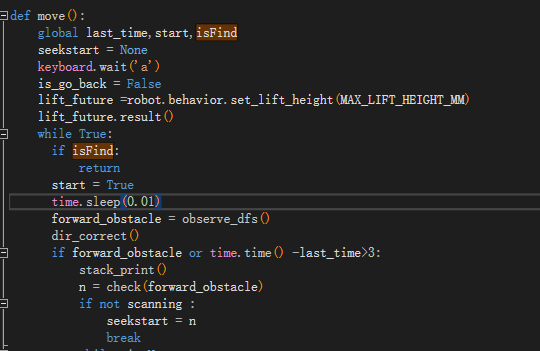 def move():
global last_time,start,isFind
seekstart = None
keyboard.wait('a')
is_go_back = False
lift_future =robot.behavior.set_lift_height(MAX_LIFT_HEIGHT_MM)
lift_future.result()
while True:
if isFind:
return
start = True
time.sleep(0.01)
forward_obstacle = observe_dfs()
dir_correct()
if forward_obstacle or time.time() -last_time>3:
stack_print()
n = check(forward_obstacle)
if not scanning :
seekstart = n
break